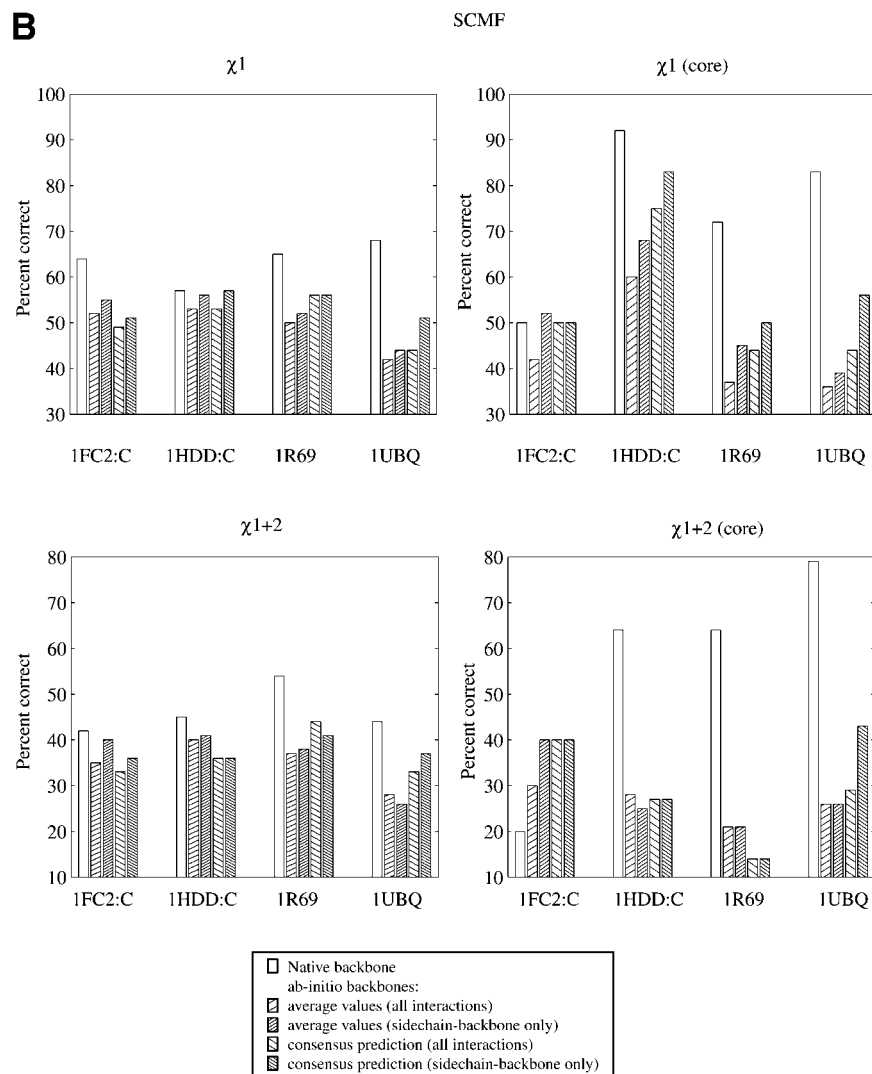 B
SCMF
χ1
100
90
80
70
60
50
40
30
Percent correct
1FC2:C 1HDD:C 1R69 1UBQ
χ1 (core)
100
90
80
70
60
50
40
30
Percent correct
1FC2:C 1HDD:C 1R69 1UBQ
χ1+2
80
70
60
50
40
30
20
10
Percent correct
1FC2:C 1HDD:C 1R69 1UBQ
χ1+2 (core)
80
70
60
50
40
30
20
10
Percent correct
1FC2:C 1HDD:C 1R69 1UBQ
Native backbone
ab-initio backbones:
average values (all interactions)
average values (sidechain-backbone only)
consensus prediction (all interactions)
consensus prediction (sidechain-backbone only)